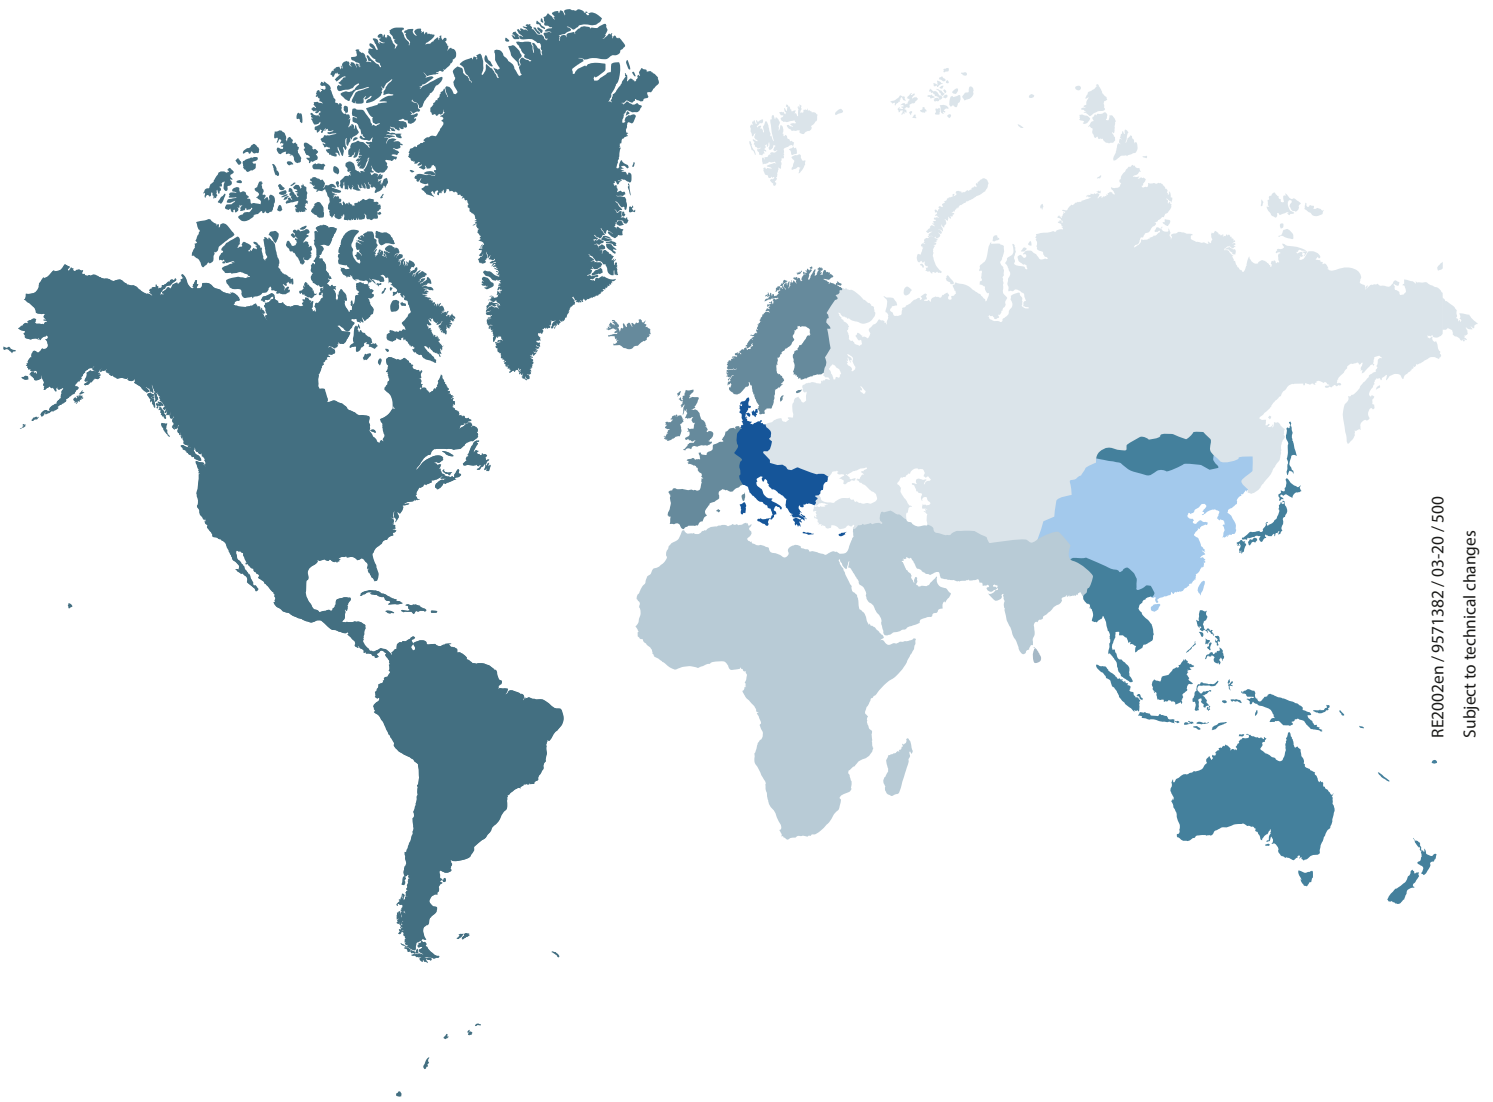 RE2002en / 9571382 / 03-20 / 500
Subject to technical changes